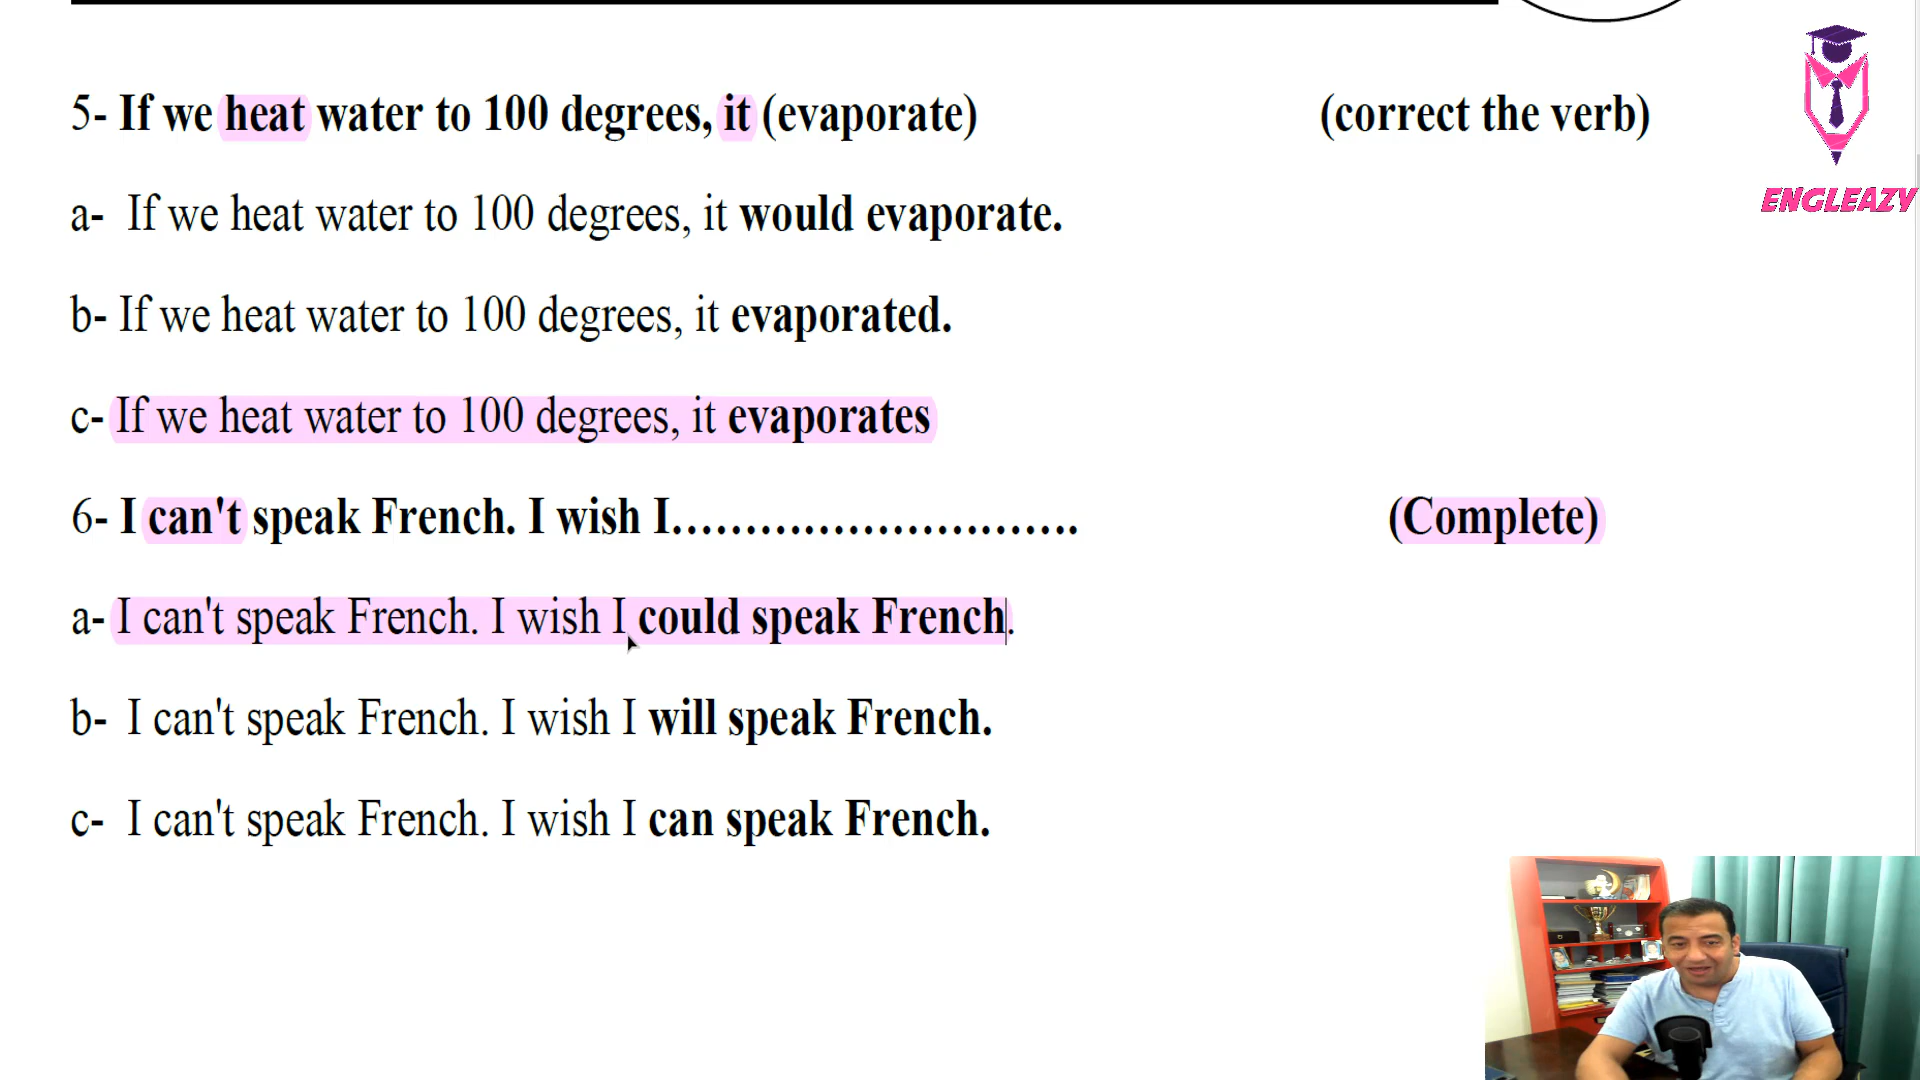 5- If we heat water to 100 degrees, it (evaporate) (correct the verb)
ENGLEAZY
a- If we heat water to 100 degrees, it would evaporate.
b- If we heat water to 100 degrees, it evaporated.
c- If we heat water to 100 degrees, it evaporates
6- I can't speak French. I wish I…………………………. (Complete)
a- I can't speak French. I wish I could speak French.
b- I can't speak French. I wish I will speak French.
c- I can't speak French. I wish I can speak French.